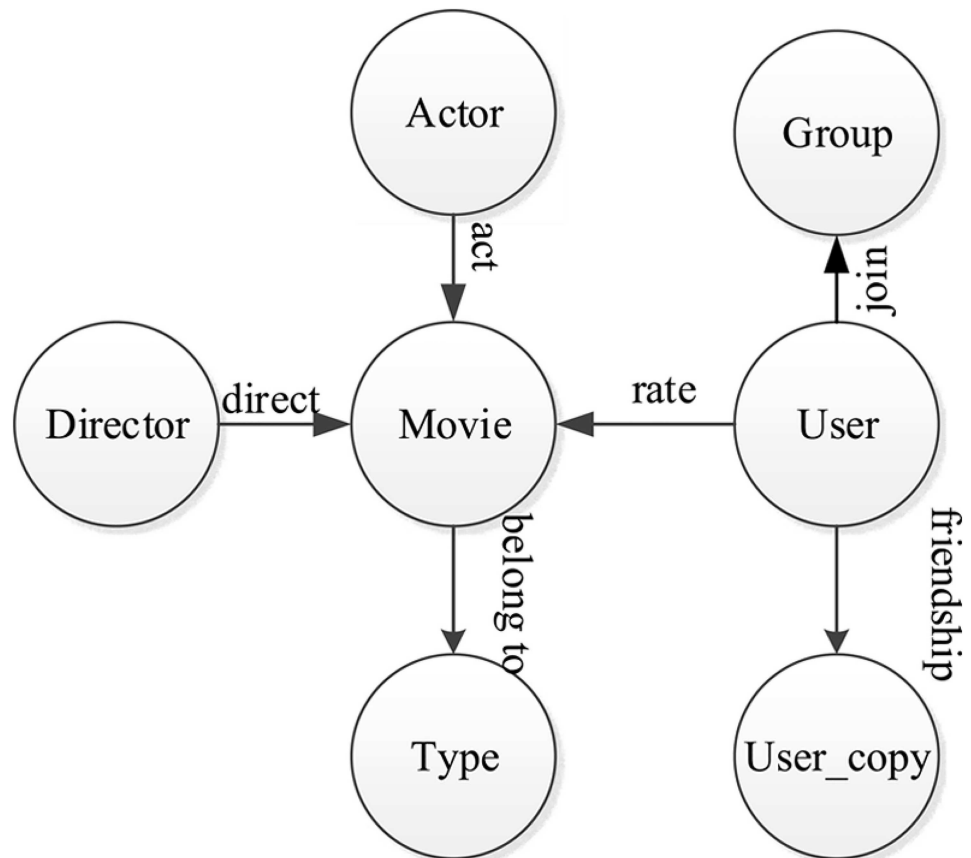 Actor
Group
act
join
Director
direct
Movie
rate
User
belong to
friendship
Type
User_copy